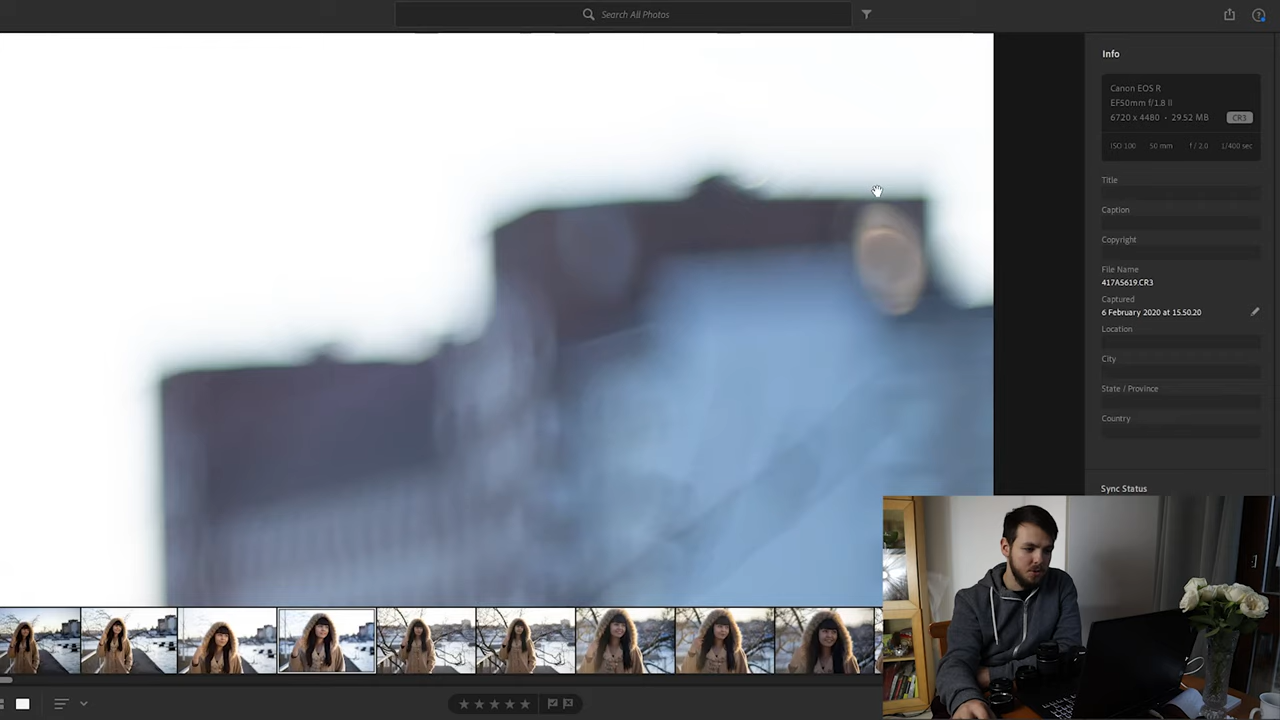 Search All Photos
Info
Canon EOS R
EF50mm f/1.8 II
6720 x 4480 • 29.52 MB
CR3
ISO 100 50 mm f / 2.0 1/400 sec
Title
Caption
Copyright
File Name
417A5619.CR3
Captured
6 February 2020 at 15.50.20
Location
City
State / Province
Country
Sync Status